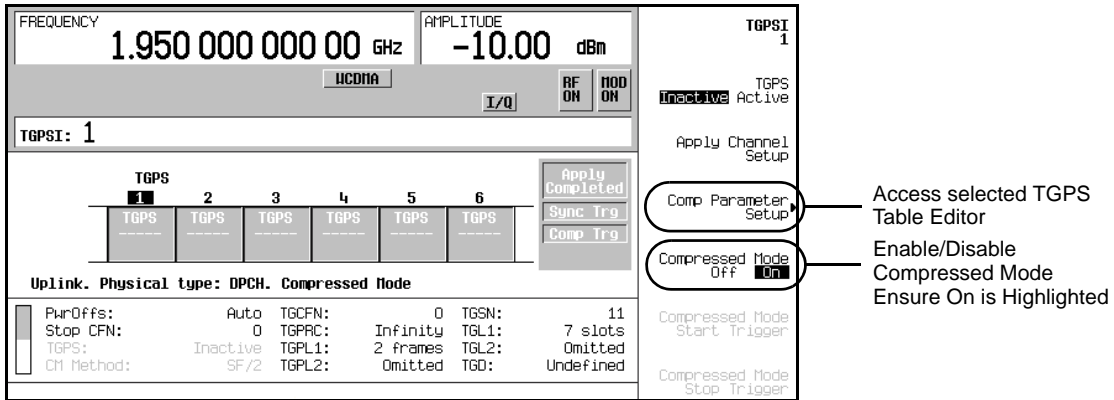 FREQUENCY
1.950 000 000 00 GHz
AMPLITUDE
-10.00 dBm
WCDMA
I/Q
RF ON
MOD ON
TGPSI: 1
TGPS
1 2 3 4 5 6
TGPS TGPS TGPS TGPS TGPS TGPS
----- ----- ----- ----- ----- -----
Apply Completed
Sync Trg
Comp Trg
Uplink. Physical type: DPCH. Compressed Mode
PwrOffs: Auto TGCFN: 0 TGSN: 11
Stop CFN: 0 TGPRC: Infinity TGL1: 7 slots
TGPS: Inactive TGPL1: 2 frames TGL2: Omitted
CM Method: SF/2 TGPL2: Omitted TGD: Undefined
TGPSI
1
TGPS
Inactive Active
Apply Channel
Setup
Comp Parameter
Setup
Compressed Mode
Off On
Compressed Mode
Start Trigger
Compressed Mode
Stop Trigger
Access selected TGPS
Table Editor
Enable/Disable
Compressed Mode
Ensure On is Highlighted